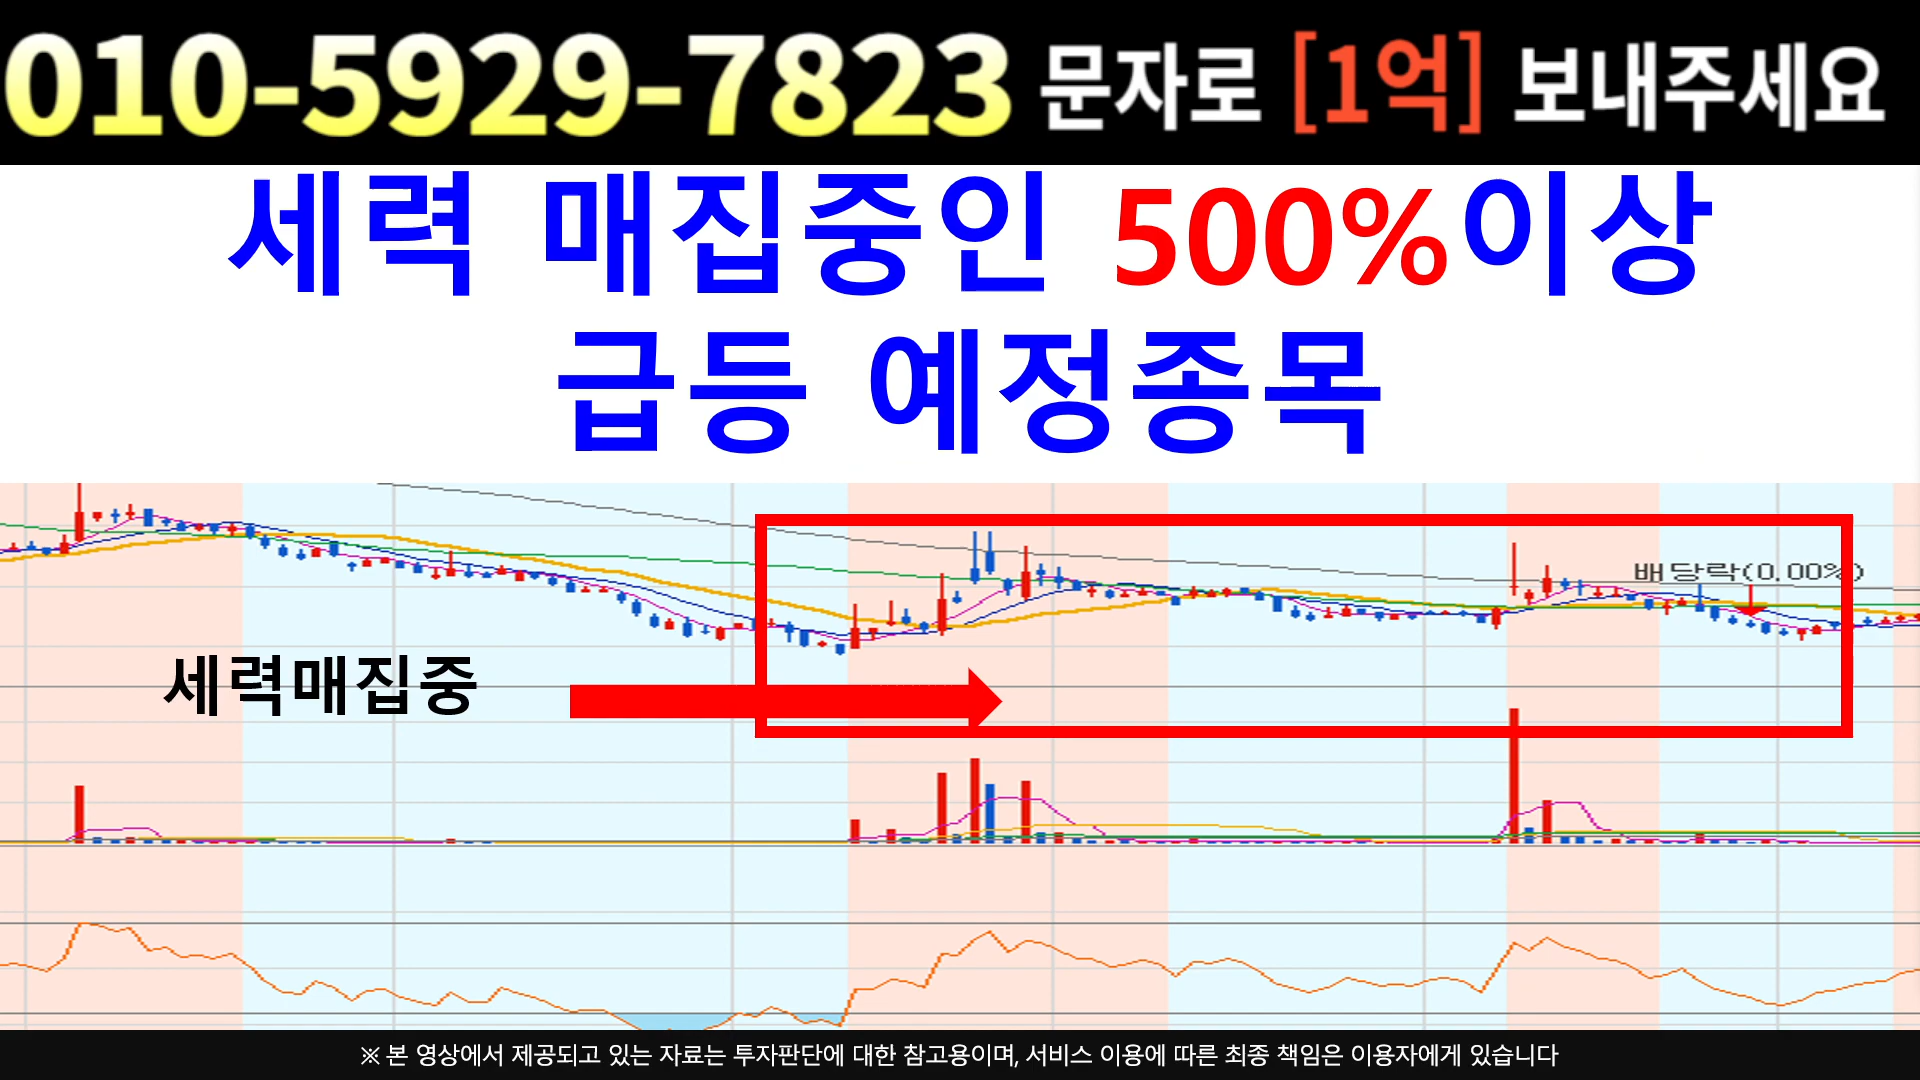 010-5929-7823 문자로 [1억] 보내주세요
세력 매집중인 500%이상
급등 예정종목
배당락(0.00%)
세력매집중
※ 본 영상에서 제공되고 있는 자료는 투자판단에 대한 참고용이며, 서비스 이용에 따른 최종 책임은 이용자에게 있습니다